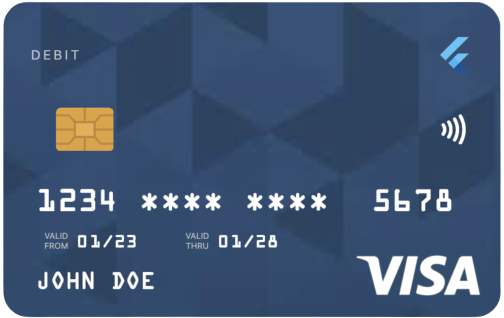 DEBIT
1234 **** **** 5678
VALID FROM 01/23 VALID THRU 01/28
JOHN DOE
VISA